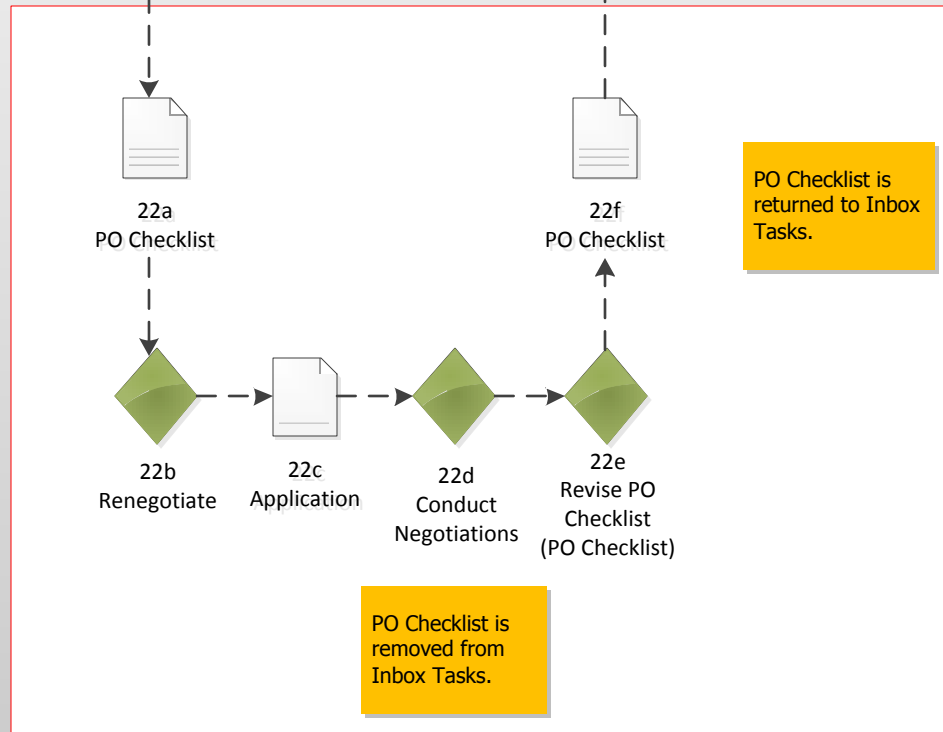 22a
PO Checklist
22f
PO Checklist
PO Checklist is
returned to Inbox
Tasks.
22b
Renegotiate
22c
Application
22d
Conduct
Negotiations
22e
Revise PO
Checklist
(PO Checklist)
PO Checklist is
removed from
Inbox Tasks.